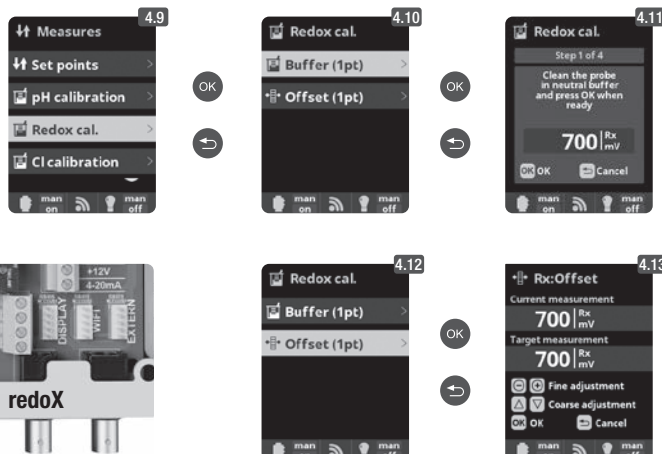 4.9
Measures
Set points
pH calibration
Redox cal.
Cl calibration
man on
man off
OK
4.10
Redox cal.
Buffer (1pt)
Offset (1pt)
man on
man off
OK
4.11
Redox cal.
Step 1 of 4
Clean the probe
in neutral buffer
and press OK when
ready
700 Rx mV
OK OK Cancel
man on
man off
+12V
4-20mA
DISPLAY
WIFI
EXTERN
redoX
4.12
Redox cal.
Buffer (1pt)
Offset (1pt)
man
man
OK
4.13
Rx:Offset
Current measurement
700 Rx mV
Target measurement
700 Rx mV
Fine adjustment
Coarse adjustment
OK OK Cancel
man
man